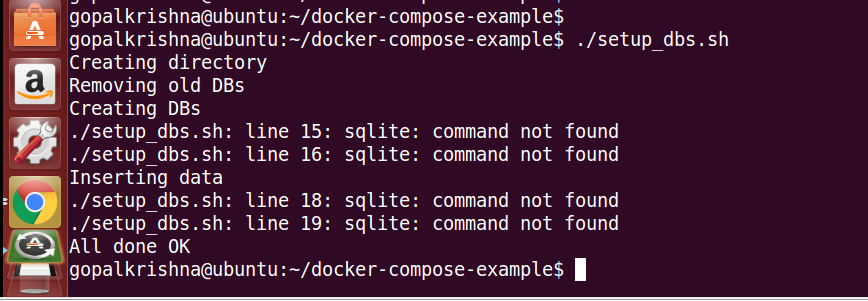 gopalkrishna@ubuntu:~/docker-compose-example$
gopalkrishna@ubuntu:~/docker-compose-example$ ./setup_dbs.sh
Creating directory
Removing old DBs
Creating DBs
./setup_dbs.sh: line 15: sqlite: command not found
./setup_dbs.sh: line 16: sqlite: command not found
Inserting data
./setup_dbs.sh: line 18: sqlite: command not found
./setup_dbs.sh: line 19: sqlite: command not found
All done OK
gopalkrishna@ubuntu:~/docker-compose-example$